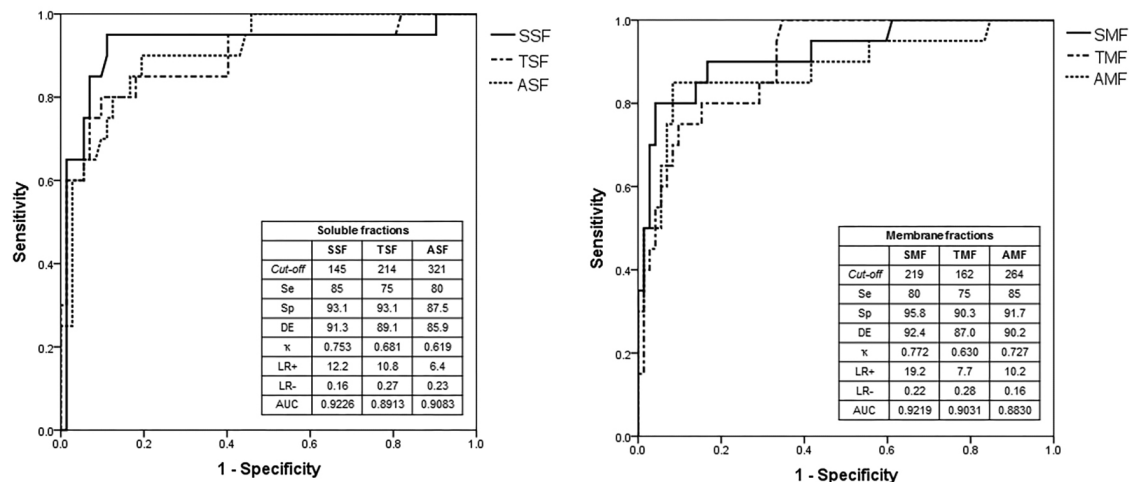 1.0
0.8
0.6
0.4
0.2
0.0
Sensitivity
0.0 0.2 0.4 0.6 0.8 1.0
1 - Specificity
SSF
TSF
ASF
Soluble fractions
SSF TSF ASF
Cut-off 145 214 321
Se 85 75 80
Sp 93.1 93.1 87.5
DE 91.3 89.1 85.9
κ 0.753 0.681 0.619
LR+ 12.2 10.8 6.4
LR- 0.16 0.27 0.23
AUC 0.9226 0.8913 0.9083
1.0
0.8
0.6
0.4
0.2
0.0
Sensitivity
0.0 0.2 0.4 0.6 0.8 1.0
1 - Specificity
SMF
TMF
AMF
Membrane fractions
SMF TMF AMF
Cut-off 219 162 264
Se 80 75 85
Sp 95.8 90.3 91.7
DE 92.4 87.0 90.2
κ 0.772 0.630 0.727
LR+ 19.2 7.7 10.2
LR- 0.22 0.28 0.16
AUC 0.9219 0.9031 0.8830